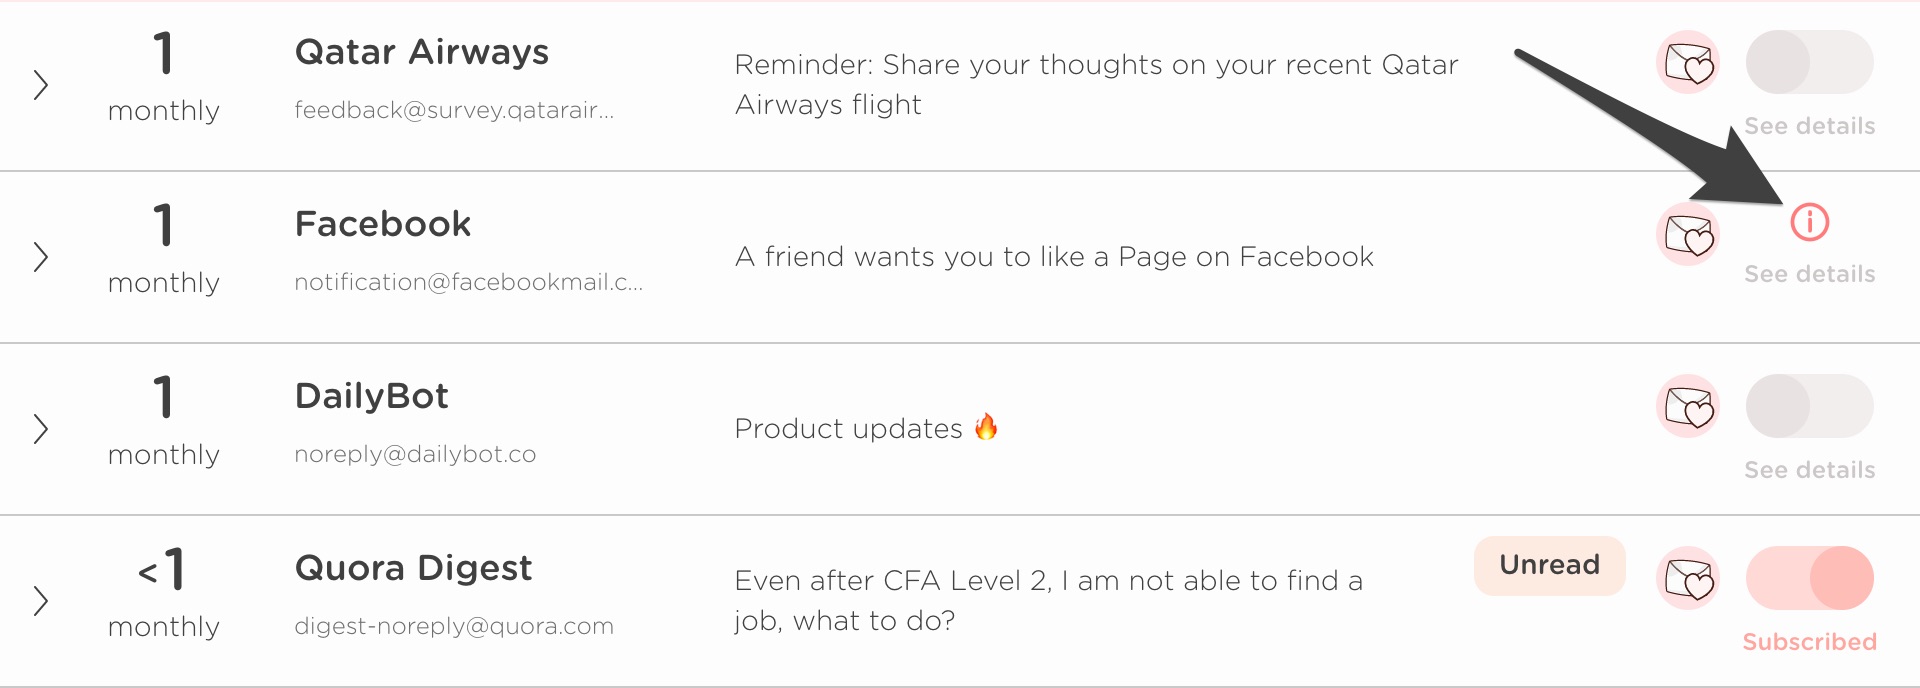 1
monthly
Qatar Airways
feedback@survey.qatarair...
Reminder: Share your thoughts on your recent Qatar
Airways flight
See details
1
monthly
Facebook
notification@facebookmail.c...
A friend wants you to like a Page on Facebook
See details
1
monthly
DailyBot
noreply@dailybot.co
Product updates 🔥
See details
<1
monthly
Quora Digest
digest-noreply@quora.com
Even after CFA Level 2, I am not able to find a
job, what to do?
Unread
Subscribed